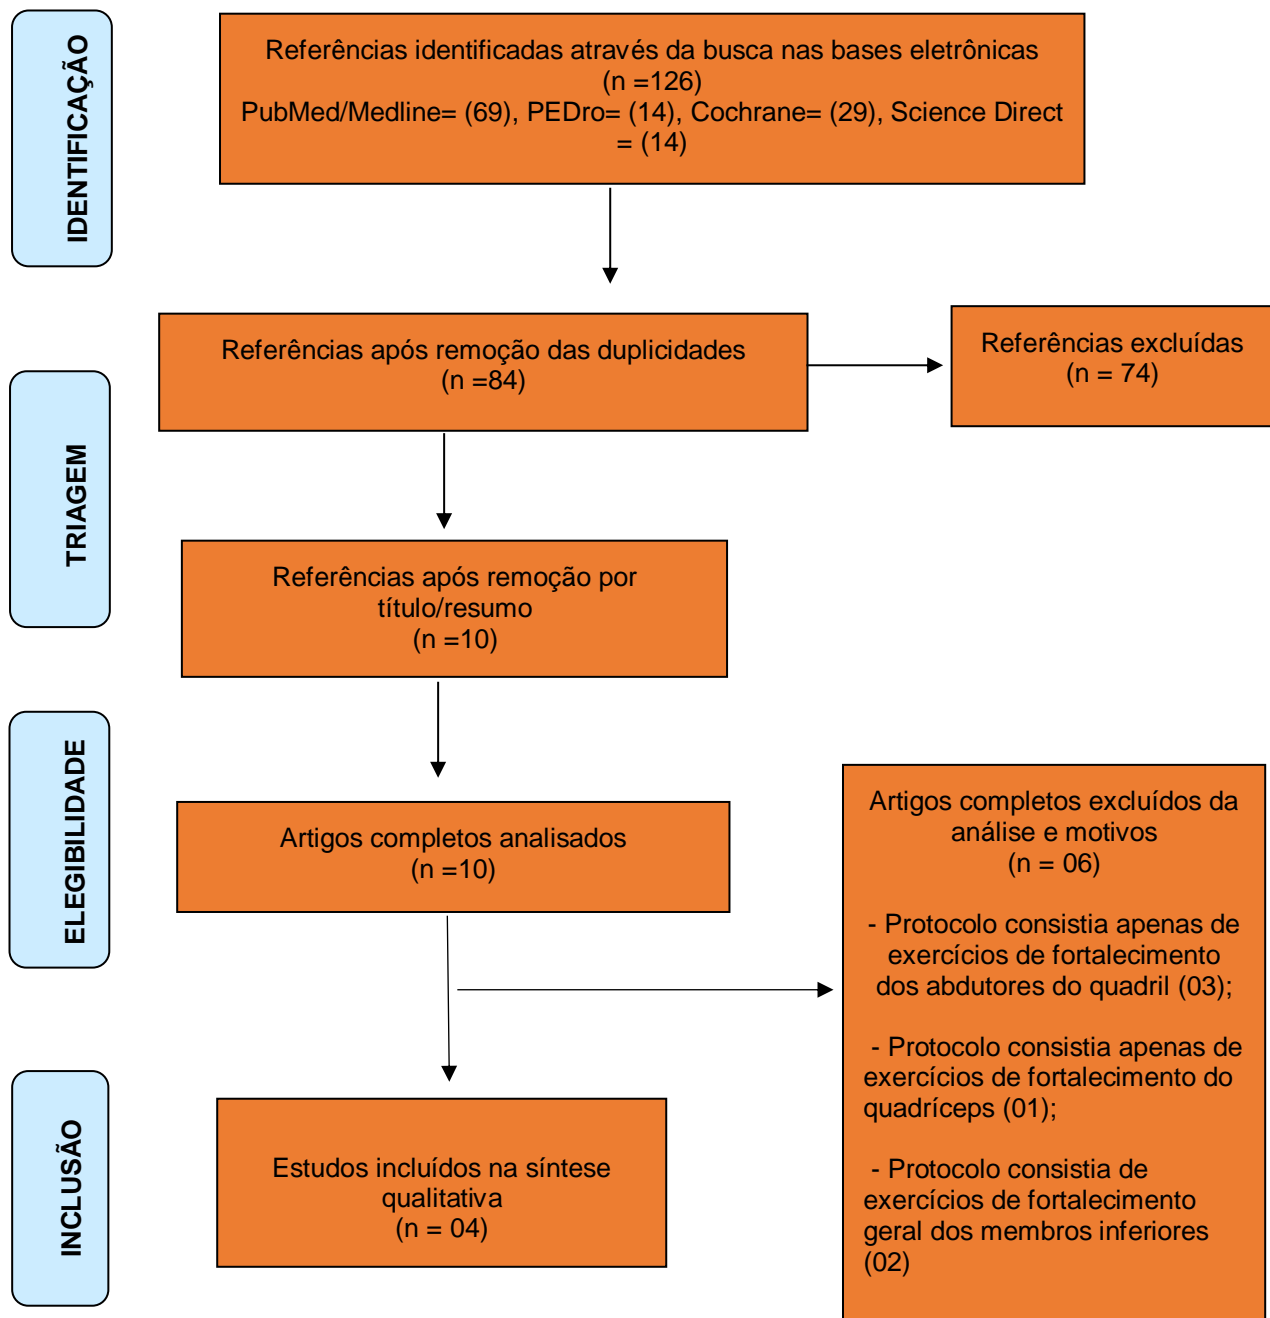 IDENTIFICAÇÃO
Referências identificadas através da busca nas bases eletrônicas
(n =126)
PubMed/Medline= (69), PEDro= (14), Cochrane= (29), Science Direct
= (14)
TRIAGEM
Referências após remoção das duplicidades
(n =84)
Referências excluídas
(n = 74)
Referências após remoção por
título/resumo
(n =10)
ELEGIBILIDADE
Artigos completos analisados
(n =10)
Artigos completos excluídos da
análise e motivos
(n = 06)
- Protocolo consistia apenas de
exercícios de fortalecimento
dos abdutores do quadril (03);
- Protocolo consistia apenas de
exercícios de fortalecimento do
quadríceps (01);
- Protocolo consistia de
exercícios de fortalecimento
geral dos membros inferiores
(02)
INCLUSÃO
Estudos incluídos na síntese
qualitativa
(n = 04)